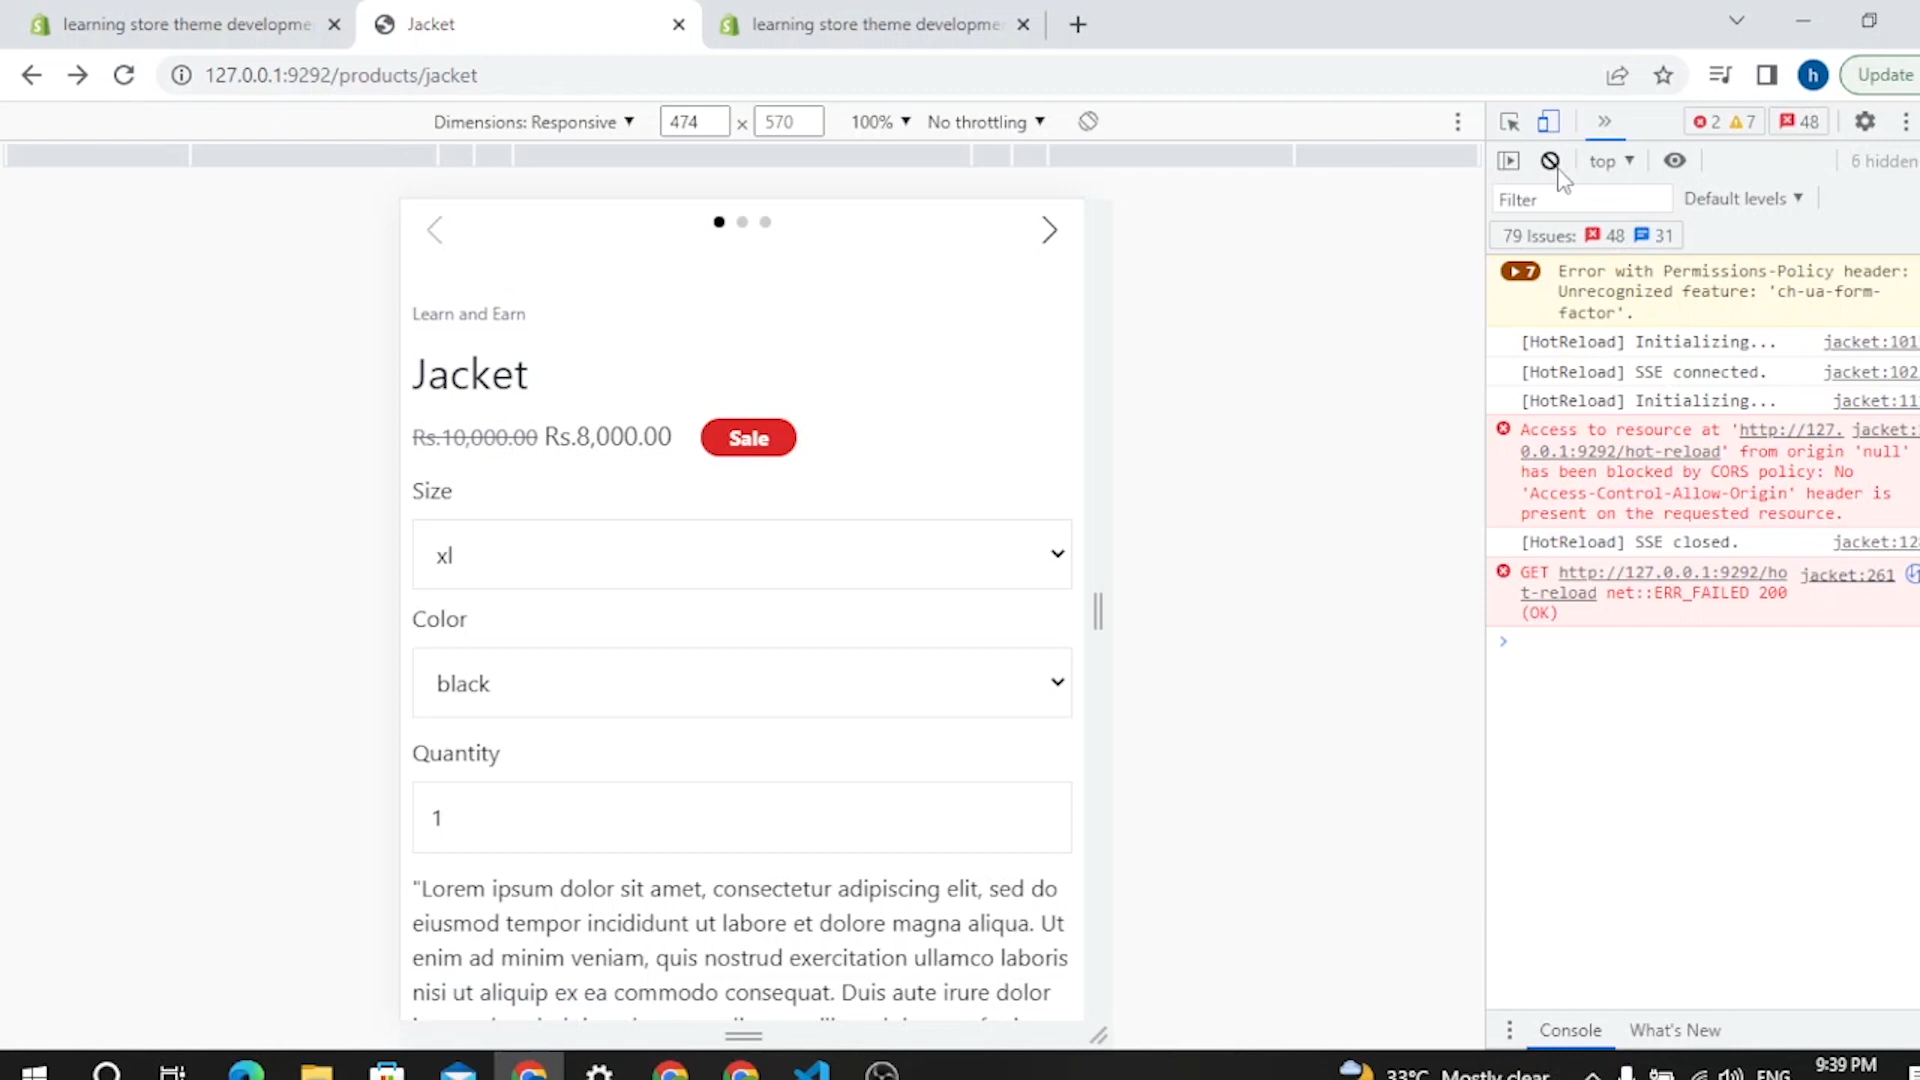 learning store theme developme
Jacket
learning store theme developme
127.0.0.1:9292/products/jacket
h
Update
Dimensions: Responsive
474 × 570
100%
No throttling
2 7
48
top
6 hidden
Filter
Default levels
79 Issues: 48 31
7 Error with Permissions-Policy header:
Unrecognized feature: 'ch-ua-form-
factor'.
[HotReload] Initializing... jacket:101
[HotReload] SSE connected. jacket:102
[HotReload] Initializing... jacket:11
Access to resource at 'http://127. jacket:
0.0.1:9292/hot-reload' from origin 'null'
has been blocked by CORS policy: No
'Access-Control-Allow-Origin' header is
present on the requested resource.
[HotReload] SSE closed. jacket:12
GET http://127.0.0.1:9292/ho jacket:261
t-reload net::ERR_FAILED 200
(OK)
Learn and Earn
Jacket
Rs.10,000.00 Rs.8,000.00 Sale
Size
xl
Color
black
Quantity
1
"Lorem ipsum dolor sit amet, consectetur adipiscing elit, sed do
eiusmod tempor incididunt ut labore et dolore magna aliqua. Ut
enim ad minim veniam, quis nostrud exercitation ullamco laboris
nisi ut aliquip ex ea commodo consequat. Duis aute irure dolor
Console
What's New
33°C Mostly clear
ENG
9:39 PM